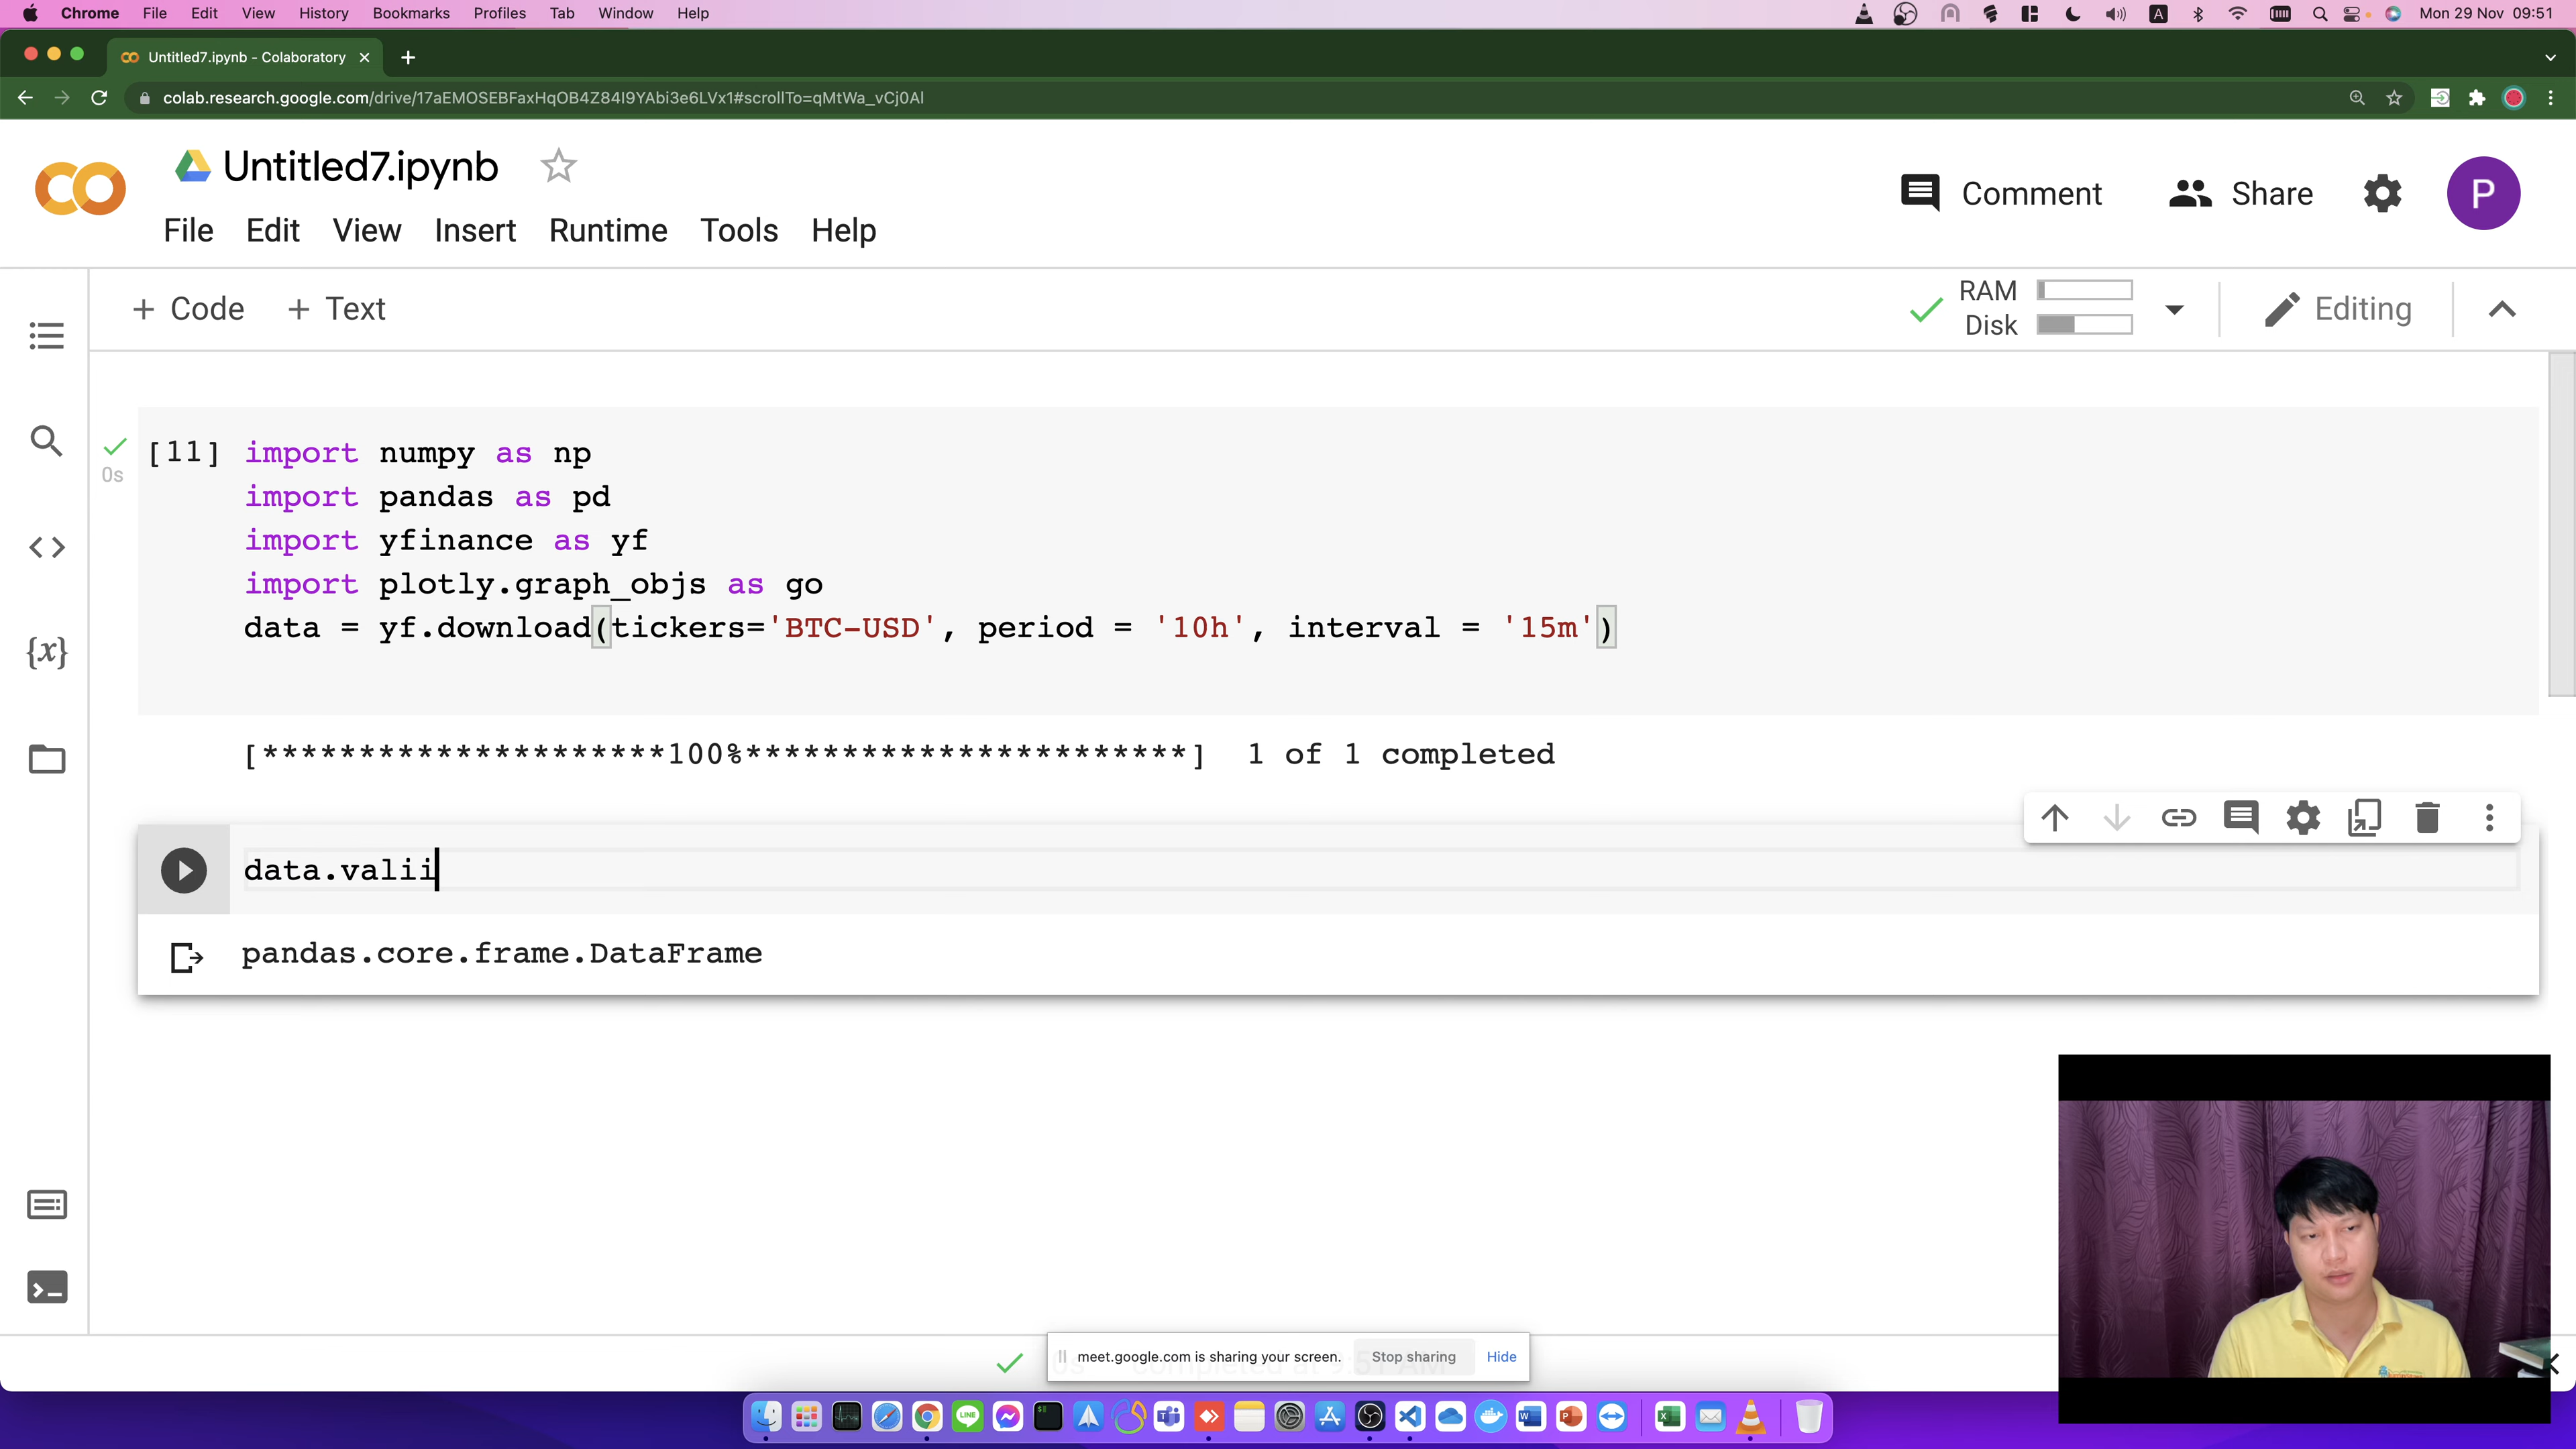 Chrome File Edit View History Bookmarks Profiles Tab Window Help
A
Mon 29 Nov 09:51
Untitled7.ipynb - Colaboratory
colab.research.google.com/drive/17aEMOSEBFaxHqOB4Z84I9YAbi3e6LVx1#scrollTo=qMtWa_vCj0AI
Untitled7.ipynb
Comment
Share
P
File Edit View Insert Runtime Tools Help
+ Code + Text
RAM
Disk
Editing
0s
[11] import numpy as np
import pandas as pd
import yfinance as yf
import plotly.graph_objs as go
data = yf.download(tickers='BTC-USD', period = '10h', interval = '15m')
[*********************100%***********************] 1 of 1 completed
data.valii
pandas.core.frame.DataFrame
{x}
meet.google.com is sharing your screen. Stop sharing Hide
LINE